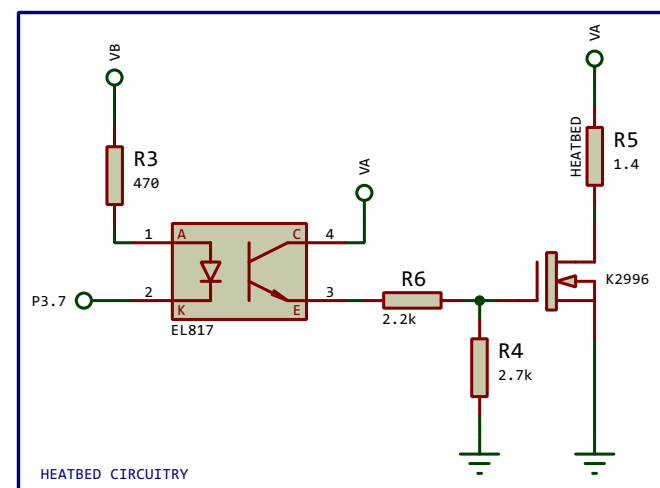 VB
VA
R3
470
HEATBED
R5
1.4
VA
1
A
C
4
P3.7
2
K
E
3
EL817
R6
2.2k
K2996
R4
2.7k
HEATBED CIRCUITRY